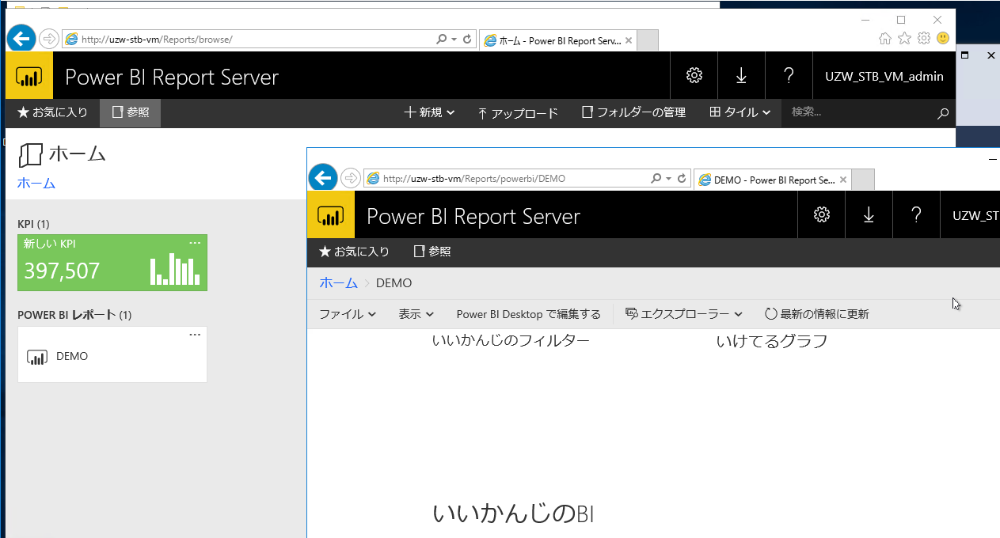 http://uzw-stb-vm/Reports/browse/
ホーム - Power BI Report Serv...
Power BI Report Server
UZW_STB_VM_admin
お気に入り
参照
新規
アップロード
フォルダーの管理
タイル
検索...
ホーム
ホーム
KPI (1)
新しい KPI
397,507
POWER BI レポート (1)
DEMO
http://uzw-stb-vm/Reports/powerbi/DEMO
DEMO - Power BI Report Se...
Power BI Report Server
UZW_ST
お気に入り
参照
ホーム > DEMO
ファイル
表示
Power BI Desktop で編集する
エクスプローラー
最新の情報に更新
いいかんじのフィルター
いけてるグラフ
いいかんじのBI